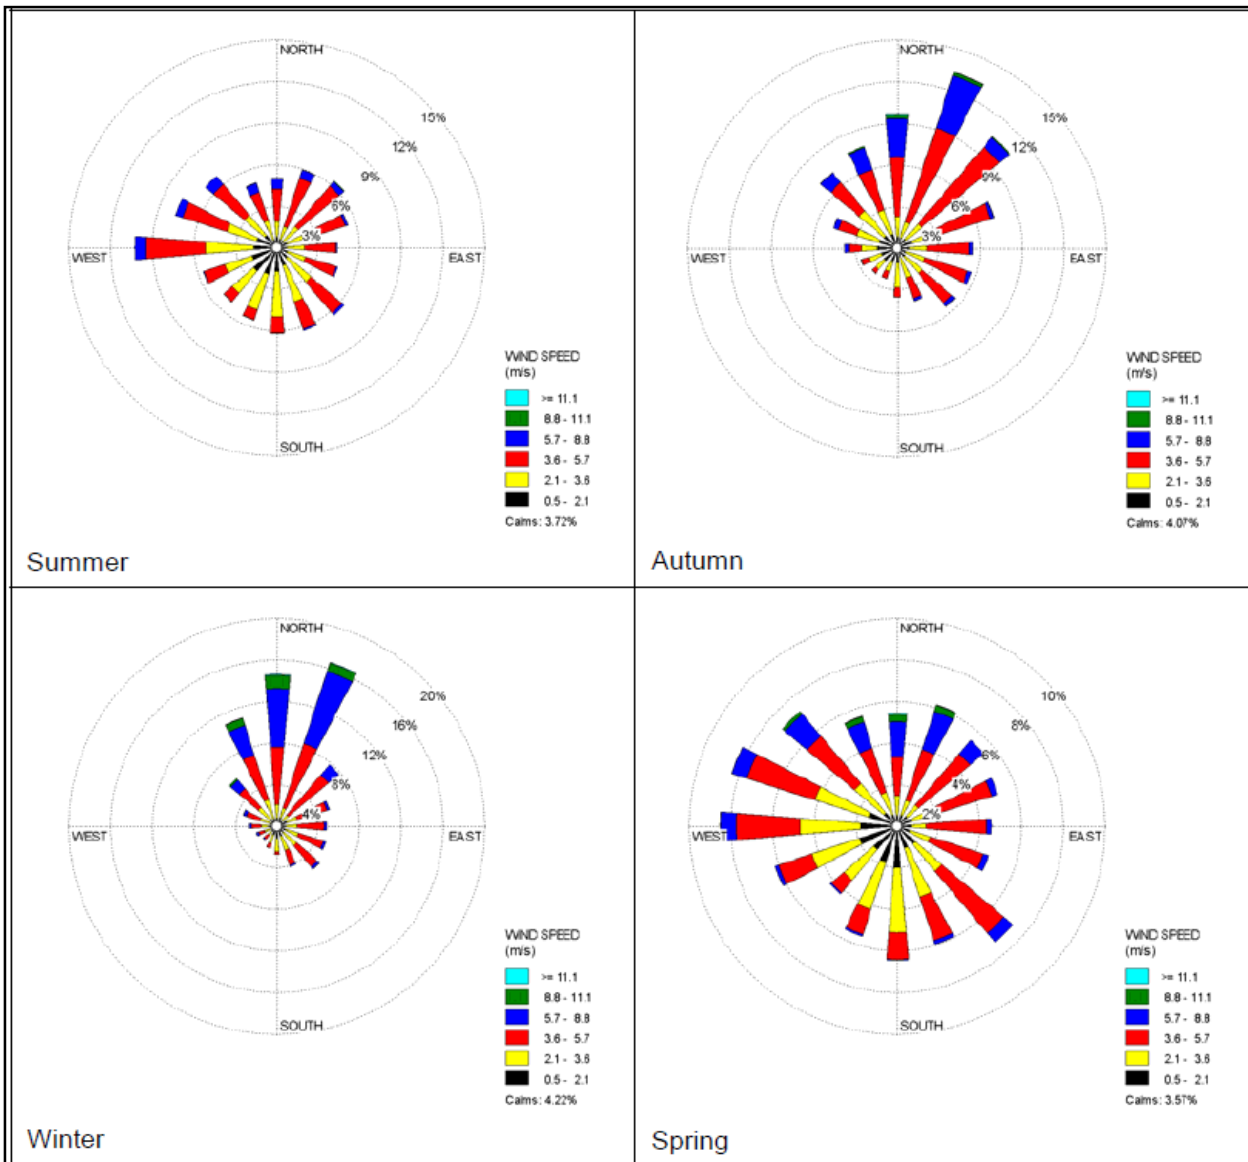 NORTH
15%
12%
9%
6%
3%
WEST
EAST
WIND SPEED
(m/s)
>= 11.1
8.8 - 11.1
5.7 - 8.8
3.6 - 5.7
2.1 - 3.6
0.5 - 2.1
Calms: 3.72%
SOUTH
Summer
NORTH
15%
12%
9%
6%
3%
WEST
EAST
WIND SPEED
(m/s)
>= 11.1
8.8 - 11.1
5.7 - 8.8
3.6 - 5.7
2.1 - 3.6
0.5 - 2.1
Calms: 4.07%
SOUTH
Autumn
NORTH
20%
16%
12%
8%
4%
WEST
EAST
WIND SPEED
(m/s)
>= 11.1
8.8 - 11.1
5.7 - 8.8
3.6 - 5.7
2.1 - 3.6
0.5 - 2.1
Calms: 4.22%
SOUTH
Winter
NORTH
10%
8%
6%
4%
2%
WEST
EAST
WIND SPEED
(m/s)
>= 11.1
8.8 - 11.1
5.7 - 8.8
3.6 - 5.7
2.1 - 3.6
0.5 - 2.1
Calms: 3.57%
SOUTH
Spring